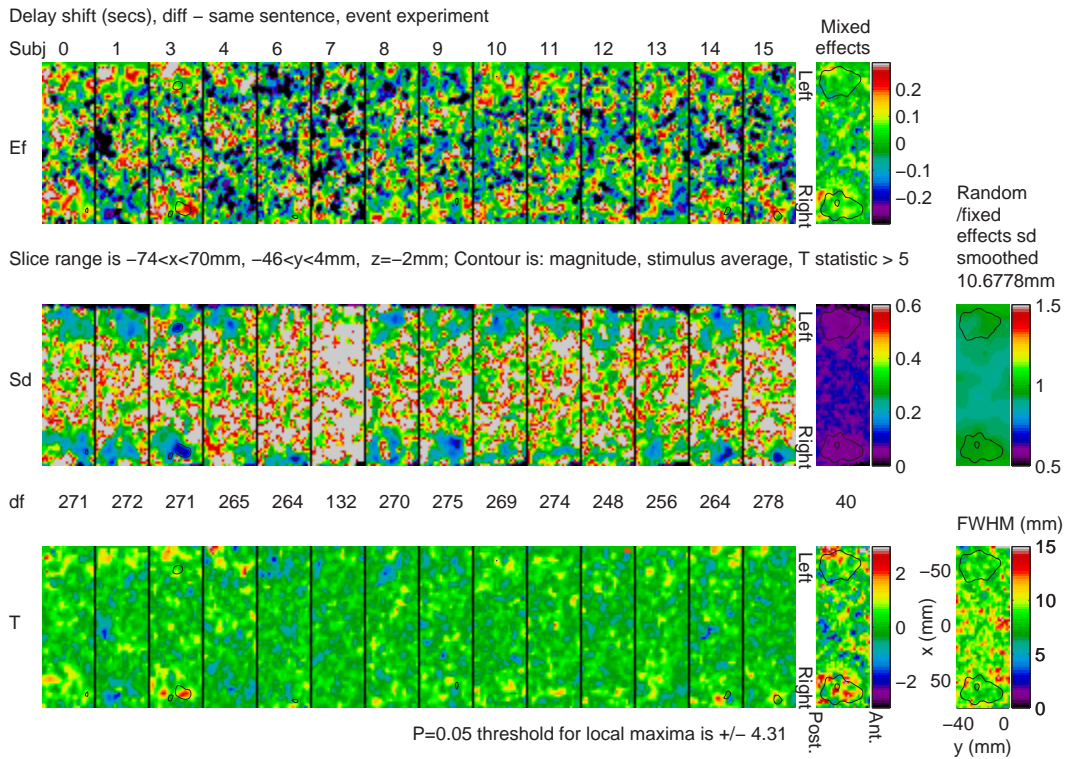 Delay shift (secs), diff − same sentence, event experiment
Mixed
effects
Subj 0 1 3 4 6 7 8 9 10 11 12 13 14 15
Ef
Left
Right
0.2
0.1
0
−0.1
−0.2
Random
/fixed
effects sd
smoothed
10.6778mm
Slice range is −74<x<70mm, −46<y<4mm, z=−2mm; Contour is: magnitude, stimulus average, T statistic > 5
Sd
Left
Right
0.6
0.4
0.2
0
1.5
1
0.5
df 271 272 271 265 264 132 270 275 269 274 248 256 264 278 40
FWHM (mm)
T
Left
Right
2
0
−2
x (mm)
−50
0
50
15
10
5
0
Post.
Ant.
−40 0
y (mm)
P=0.05 threshold for local maxima is +/− 4.31